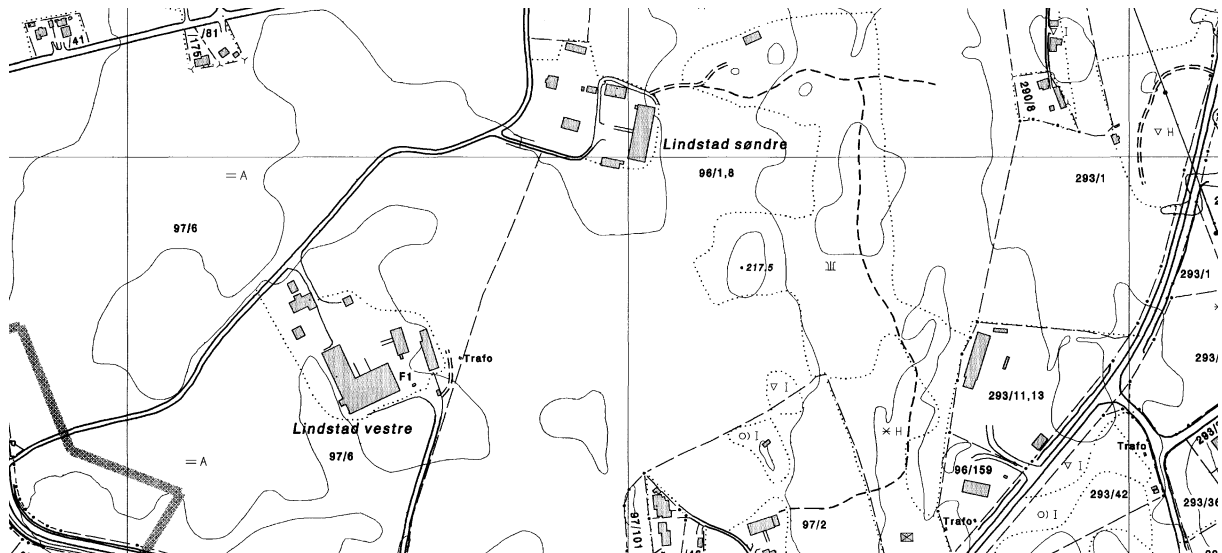 /41
175
/81
290/8
▽ I
▽ H
Lindstad søndre
96/1,8
293/1
= A
97/6
217.5
293/1
Trafo
F1
293/11,13
Lindstad vestre
97/6
= A
▽ I
O) I
H
96/159
Trafo
▽ I
293/42
293/36
O) I
97/101
97/2
Trafo